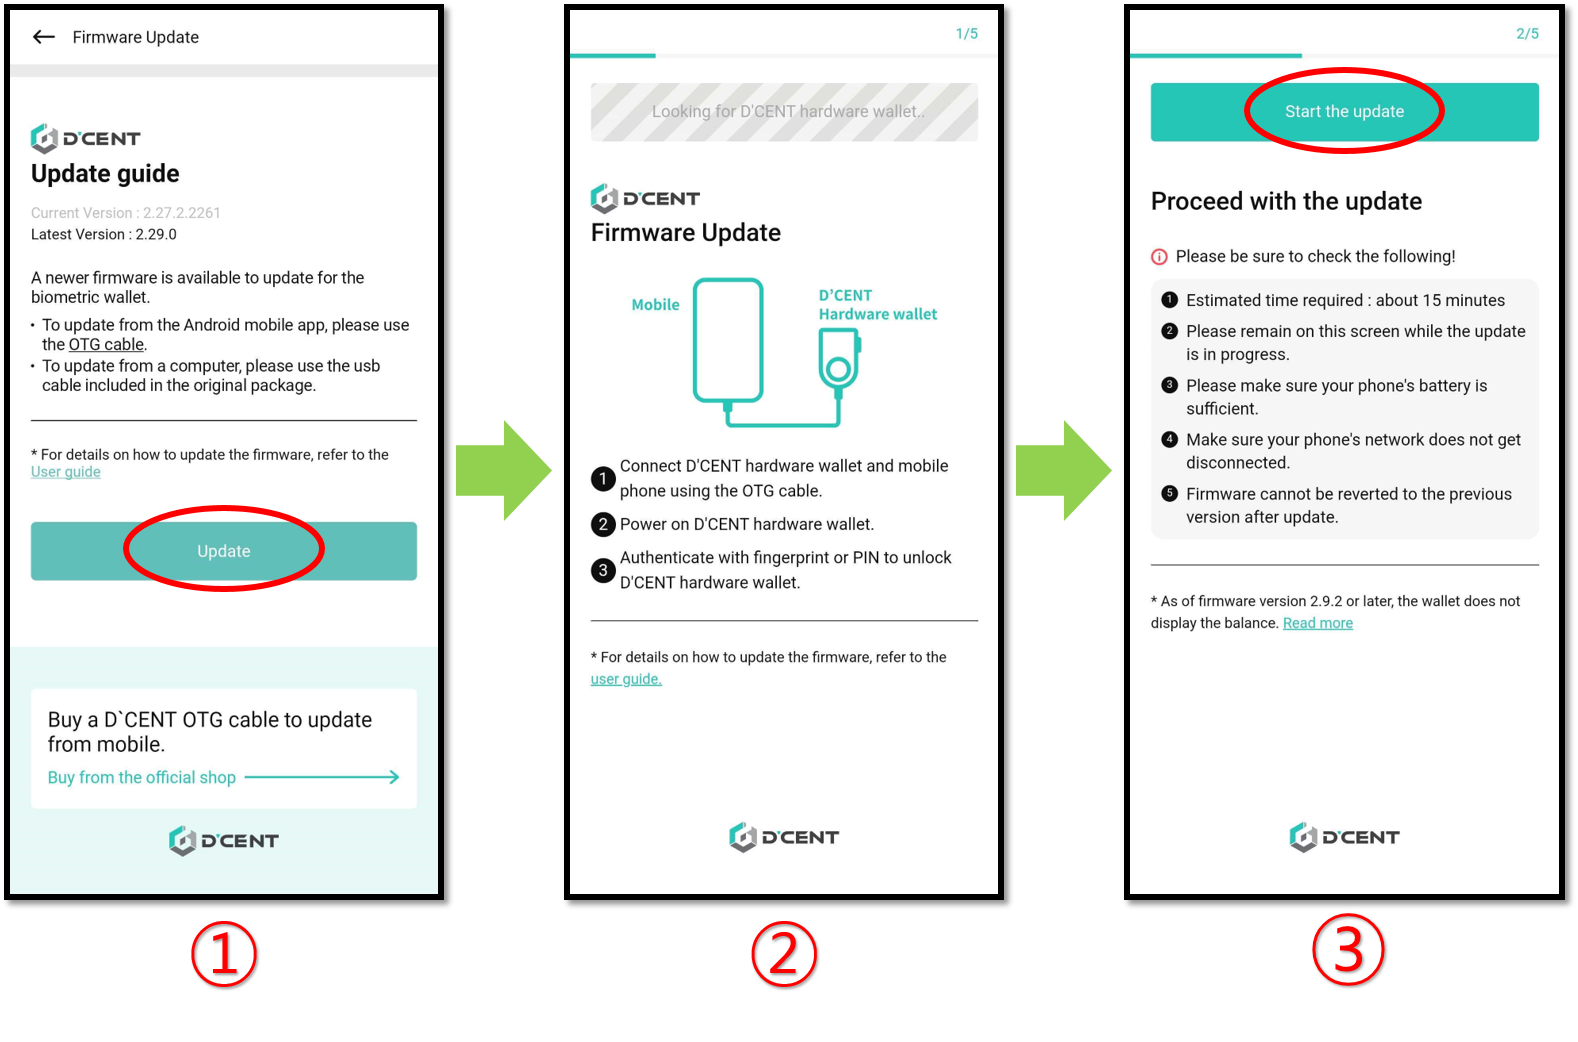 Firmware Update
D'CENT
Update guide
Current Version : 2.27.2.2261
Latest Version : 2.29.0
A newer firmware is available to update for the
biometric wallet.
• To update from the Android mobile app, please use
the OTG cable.
• To update from a computer, please use the usb
cable included in the original package.
* For details on how to update the firmware, refer to the
User guide
Update
Buy a D`CENT OTG cable to update
from mobile.
Buy from the official shop
D'CENT
①
1/5
Looking for D'CENT hardware wallet..
D'CENT
Firmware Update
Mobile
D’CENT
Hardware wallet
1 Connect D'CENT hardware wallet and mobile
phone using the OTG cable.
2 Power on D'CENT hardware wallet.
3 Authenticate with fingerprint or PIN to unlock
D'CENT hardware wallet.
* For details on how to update the firmware, refer to the
user guide.
D'CENT
②
2/5
Start the update
Proceed with the update
Please be sure to check the following!
1 Estimated time required : about 15 minutes
2 Please remain on this screen while the update
is in progress.
3 Please make sure your phone's battery is
sufficient.
4 Make sure your phone's network does not get
disconnected.
5 Firmware cannot be reverted to the previous
version after update.
* As of firmware version 2.9.2 or later, the wallet does not
display the balance. Read more
D'CENT
③